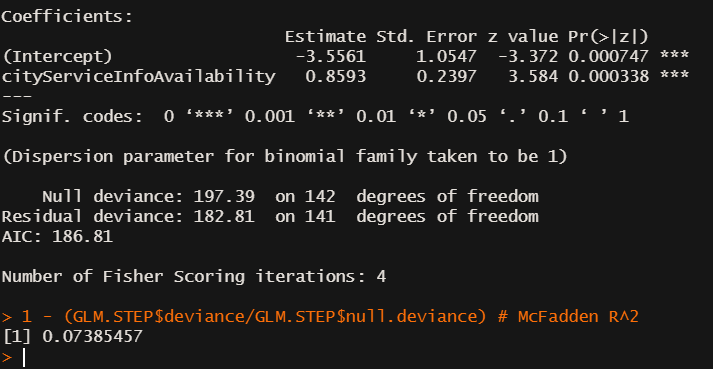 Coefficients:
                       Estimate Std. Error z value Pr(>|z|)
(Intercept)             -3.5561     1.0547  -3.372 0.000747 ***
cityServiceInfoAvailability   0.8593     0.2397   3.584 0.000338 ***
---
Signif. codes:  0 ‘***’ 0.001 ‘**’ 0.01 ‘*’ 0.05 ‘.’ 0.1 ‘ ’ 1
(Dispersion parameter for binomial family taken to be 1)
    Null deviance: 197.39  on 142  degrees of freedom
Residual deviance: 182.81  on 141  degrees of freedom
AIC: 186.81
Number of Fisher Scoring iterations: 4
> 1 - (GLM.STEP$deviance/GLM.STEP$null.deviance) # McFadden R^2
[1] 0.07385457
>